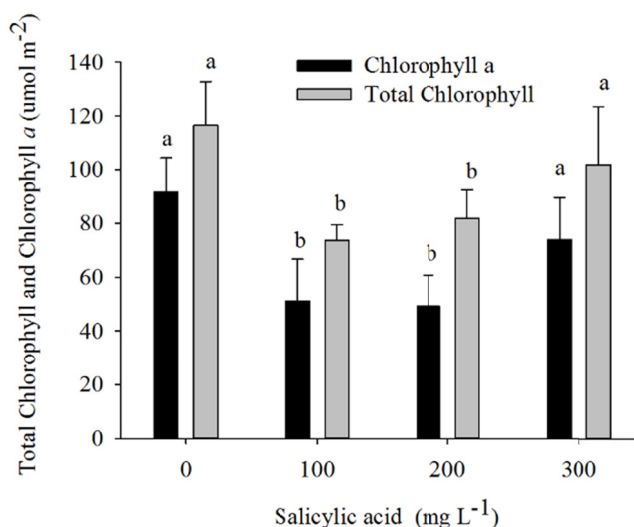 Total Chlorophyll and Chlorophyll a (umol m-2)
140
120
100
80
60
40
20
0
Chlorophyll a
Total Chlorophyll
a
a
b
b
b
b
a
a
0
100
200
300
Salicylic acid (mg L-1)